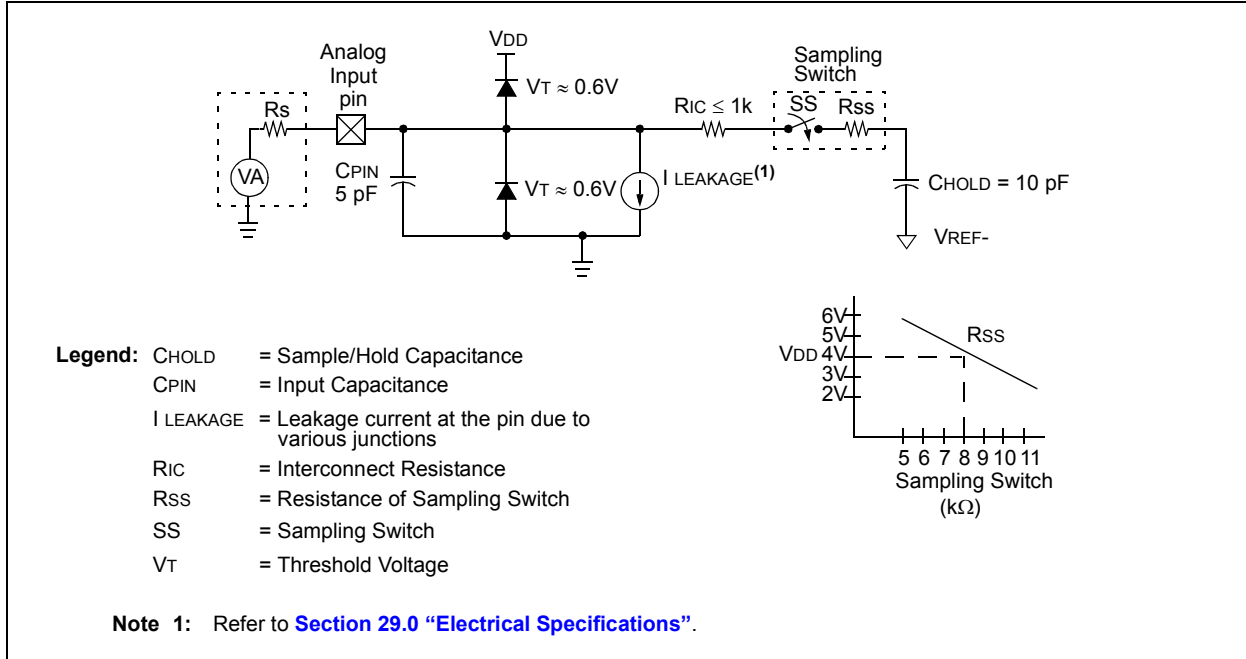 VDD
Analog
Input
pin
Sampling
Switch
VT ≈ 0.6V
RIC ≤ 1k
SS
Rss
Rs
VA
CPIN
5 pF
VT ≈ 0.6V
I LEAKAGE(1)
CHOLD = 10 pF
VREF-
6V
5V
VDD 4V
3V
2V
RSS
5 6 7 8 9 10 11
Sampling Switch
(kΩ)
Legend: CHOLD = Sample/Hold Capacitance
CPIN = Input Capacitance
I LEAKAGE = Leakage current at the pin due to
various junctions
RIC = Interconnect Resistance
RSS = Resistance of Sampling Switch
SS = Sampling Switch
VT = Threshold Voltage
Note 1: Refer to Section 29.0 “Electrical Specifications”.